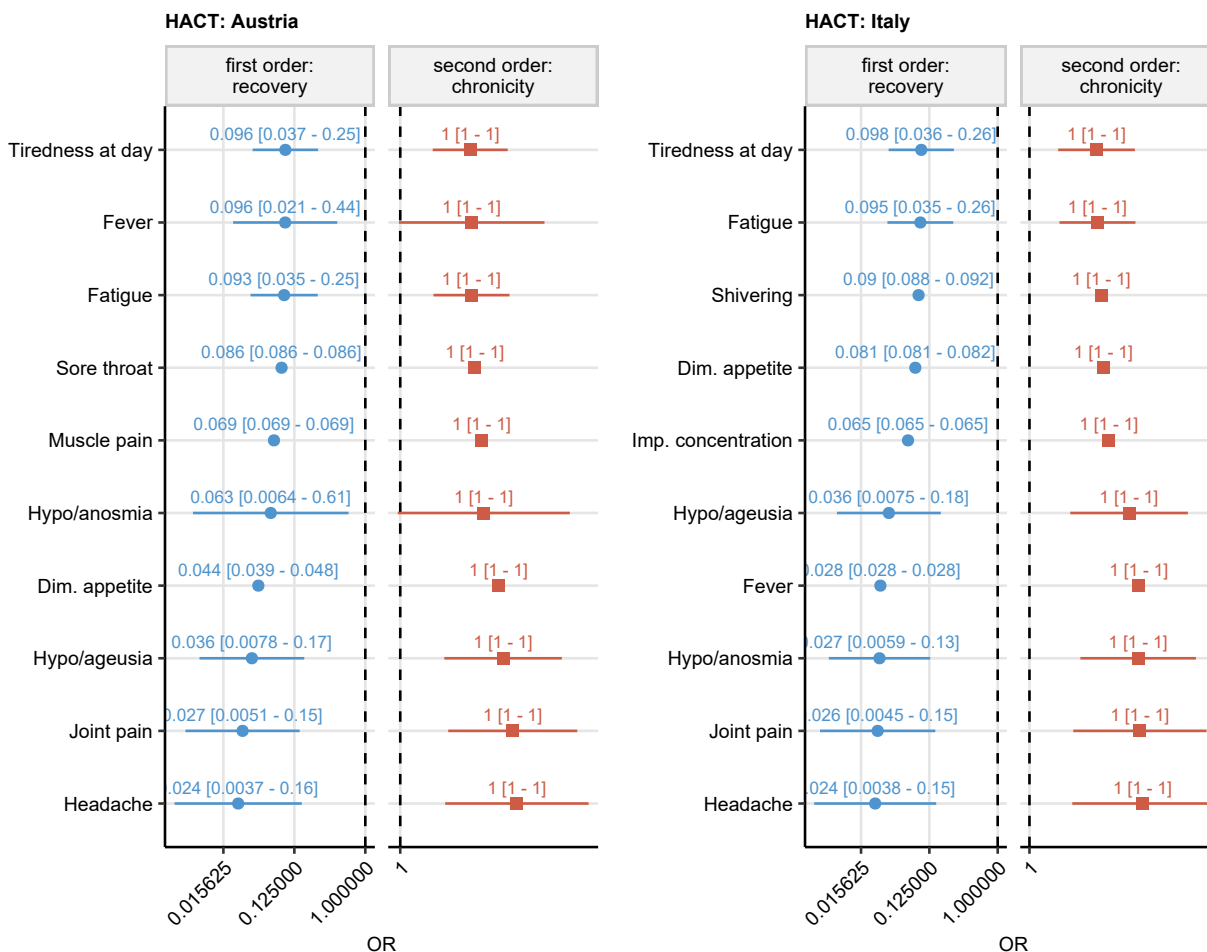 HACT: Austria
first order:
recovery
second order:
chronicity
Tiredness at day
0.096 [0.037 - 0.25]
1 [1 - 1]
Fever
0.096 [0.021 - 0.44]
1 [1 - 1]
Fatigue
0.093 [0.035 - 0.25]
1 [1 - 1]
Sore throat
0.086 [0.086 - 0.086]
1 [1 - 1]
Muscle pain
0.069 [0.069 - 0.069]
1 [1 - 1]
Hypo/anosmia
0.063 [0.0064 - 0.61]
1 [1 - 1]
Dim. appetite
0.044 [0.039 - 0.048]
1 [1 - 1]
Hypo/ageusia
0.036 [0.0078 - 0.17]
1 [1 - 1]
Joint pain
0.027 [0.0051 - 0.15]
1 [1 - 1]
Headache
.024 [0.0037 - 0.16]
1 [1 - 1]
0.015625
0.125000
1.000000
1
OR
HACT: Italy
first order:
recovery
second order:
chronicity
Tiredness at day
0.098 [0.036 - 0.26]
1 [1 - 1]
Fatigue
0.095 [0.035 - 0.26]
1 [1 - 1]
Shivering
0.09 [0.088 - 0.092]
1 [1 - 1]
Dim. appetite
0.081 [0.081 - 0.082]
1 [1 - 1]
Imp. concentration
0.065 [0.065 - 0.065]
1 [1 - 1]
Hypo/ageusia
0.036 [0.0075 - 0.18]
1 [1 - 1]
Fever
0.028 [0.028 - 0.028]
1 [1 - 1]
Hypo/anosmia
0.027 [0.0059 - 0.13]
1 [1 - 1]
Joint pain
.026 [0.0045 - 0.15]
1 [1 - 1]
Headache
.024 [0.0038 - 0.15]
1 [1 - 1]
0.015625
0.125000
1.000000
1
OR